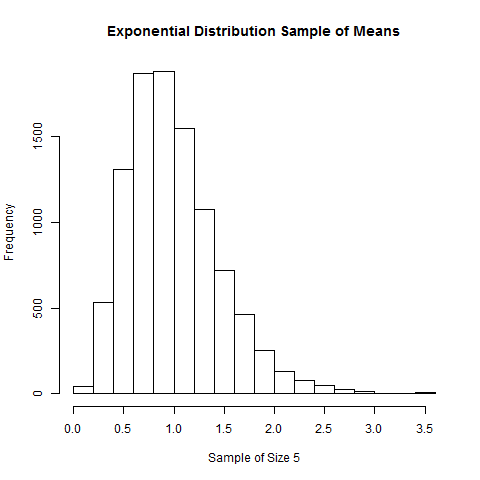 Exponential Distribution Sample of Means
Frequency
1500
1000
500
0
0.0 0.5 1.0 1.5 2.0 2.5 3.0 3.5
Sample of Size 5